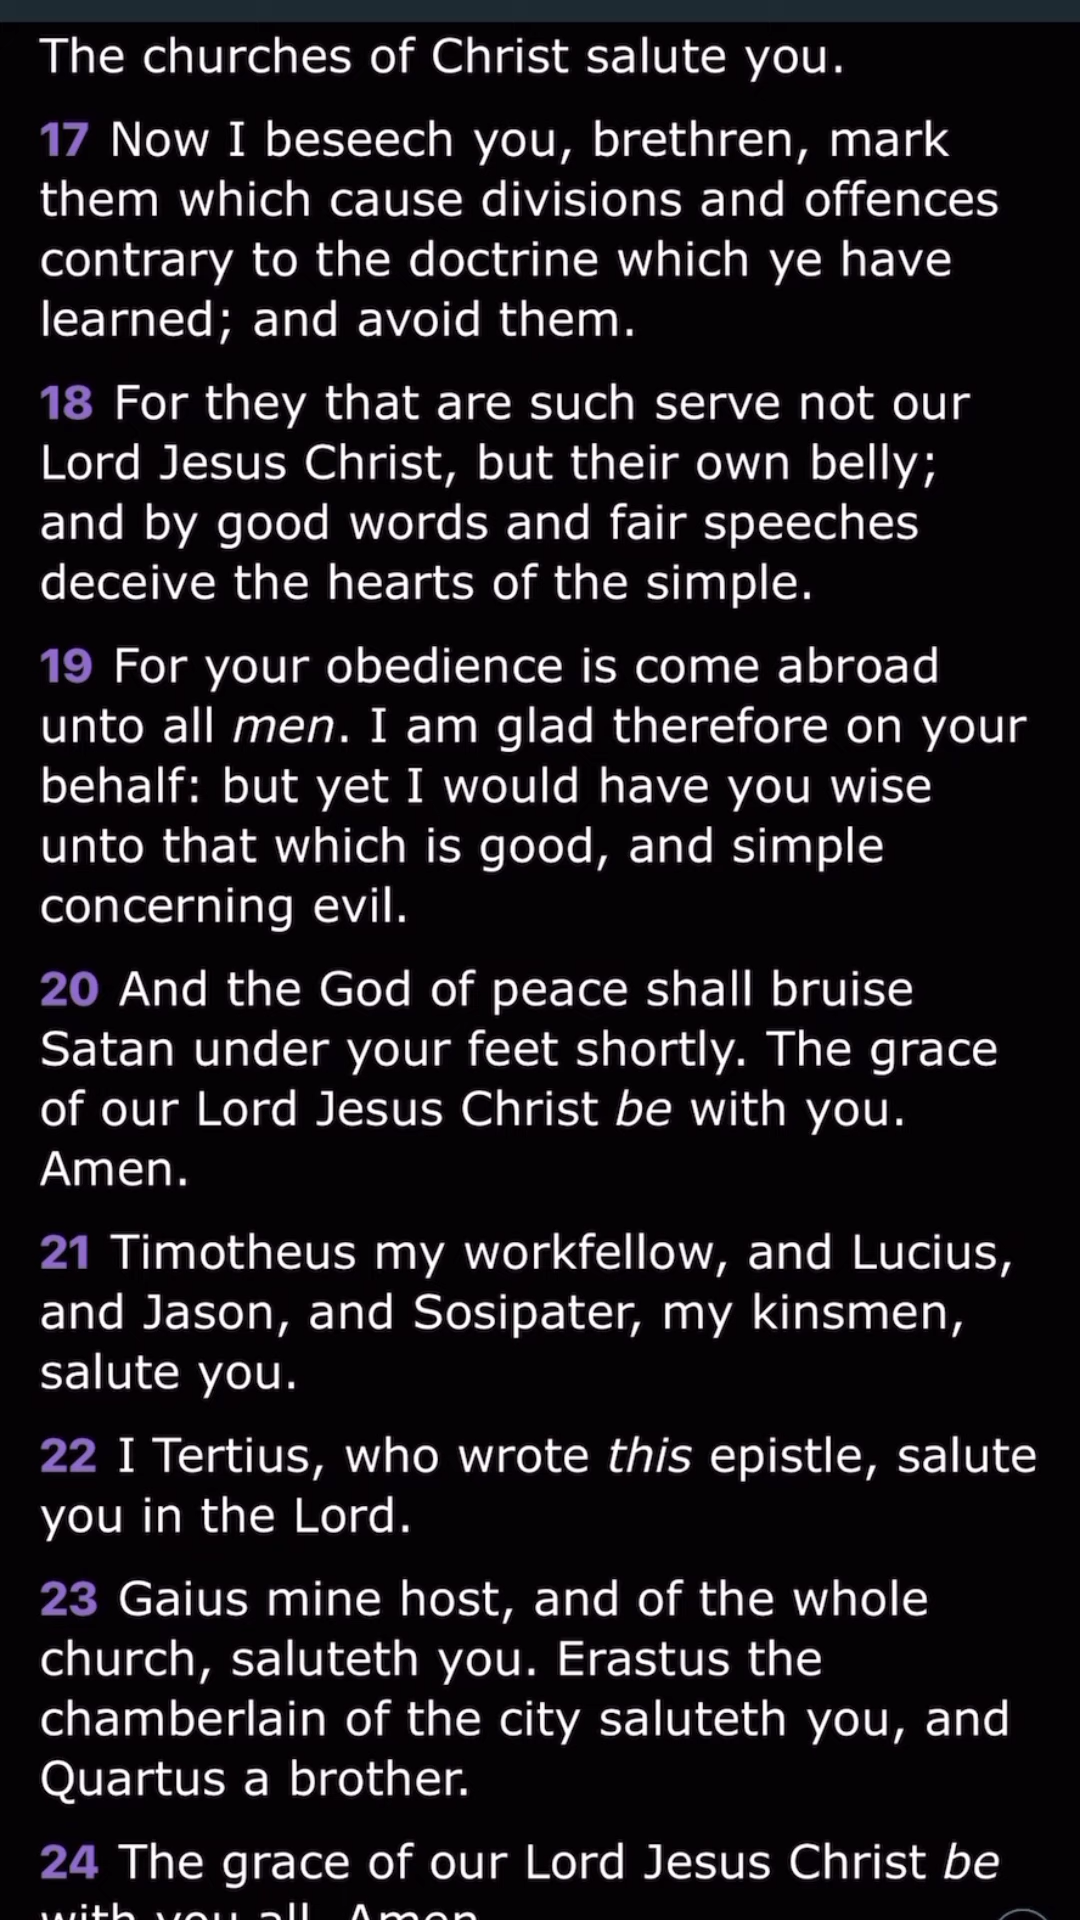 The churches of Christ salute you.
17 Now I beseech you, brethren, mark
them which cause divisions and offences
contrary to the doctrine which ye have
learned; and avoid them.
18 For they that are such serve not our
Lord Jesus Christ, but their own belly;
and by good words and fair speeches
deceive the hearts of the simple.
19 For your obedience is come abroad
unto all men. I am glad therefore on your
behalf: but yet I would have you wise
unto that which is good, and simple
concerning evil.
20 And the God of peace shall bruise
Satan under your feet shortly. The grace
of our Lord Jesus Christ be with you.
Amen.
21 Timotheus my workfellow, and Lucius,
and Jason, and Sosipater, my kinsmen,
salute you.
22 I Tertius, who wrote this epistle, salute
you in the Lord.
23 Gaius mine host, and of the whole
church, saluteth you. Erastus the
chamberlain of the city saluteth you, and
Quartus a brother.
24 The grace of our Lord Jesus Christ be
with you all. Amen